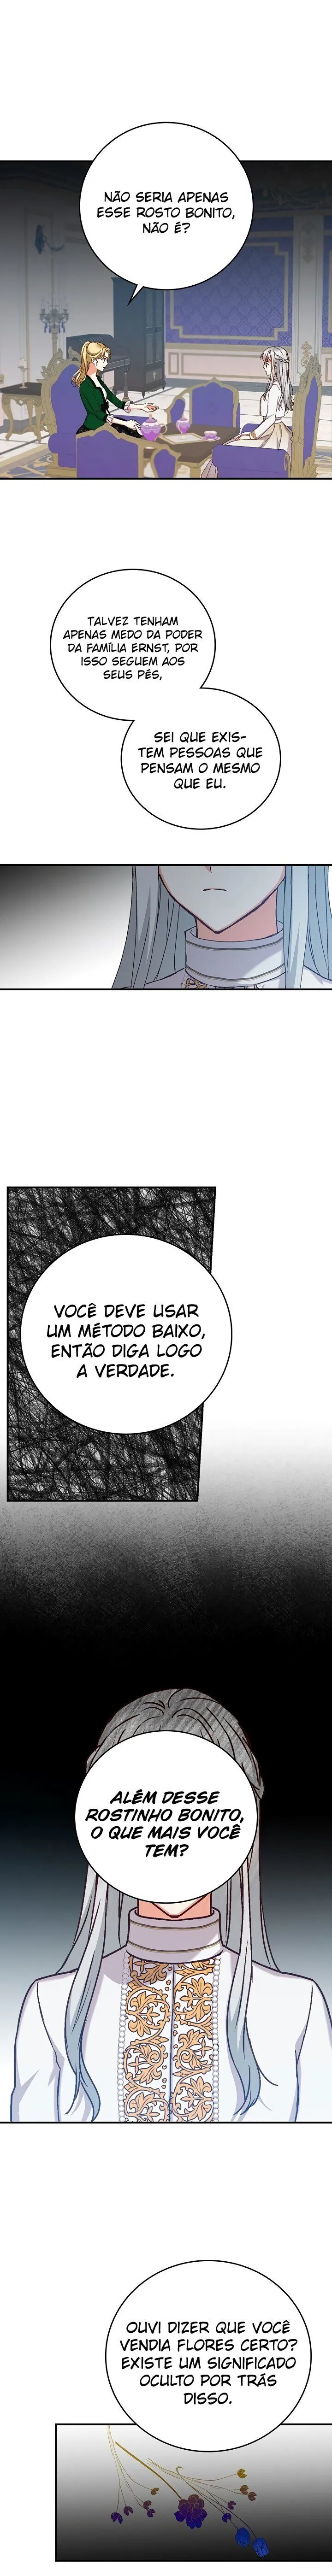 NÃO SERIA APENAS
ESSE ROSTO BONITO,
NÃO É?
TALVEZ TENHAM
APENAS MEDO DA PODER
DA FAMÍLIA ERNST, POR
ISSO SEGUEM AOS
SEUS PÉS,
SEI QUE EXIS-
TEM PESSOAS QUE
PENSAM O MESMO
QUE EU.
VOCÊ DEVE USAR
UM MÉTODO BAIXO,
ENTÃO DIGA LOGO
A VERDADE.
ALÉM DESSE
ROSTINHO BONITO,
O QUE MAIS VOCÊ
TEM?
OUVI DIZER QUE VOCÊ
VENDIA FLORES CERTO?
EXISTE UM SIGNIFICADO
OCULTO POR TRÁS
DISSO.